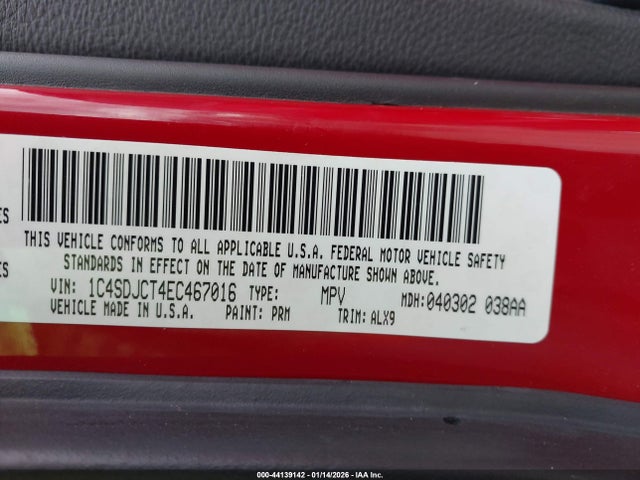 ES
THIS VEHICLE CONFORMS TO ALL APPLICABLE U.S.A. FEDERAL MOTOR VEHICLE SAFETY
ES
STANDARDS IN EFFECT ON THE DATE OF MANUFACTURE SHOWN ABOVE.
VIN: 1C4SDJCT4EC467016 TYPE: MPV MDH:040302 038AA
VEHICLE MADE IN U.S.A. PAINT: PRM TRIM: ALX9
000-44139142 - 01/14/2026 - IAA Inc.